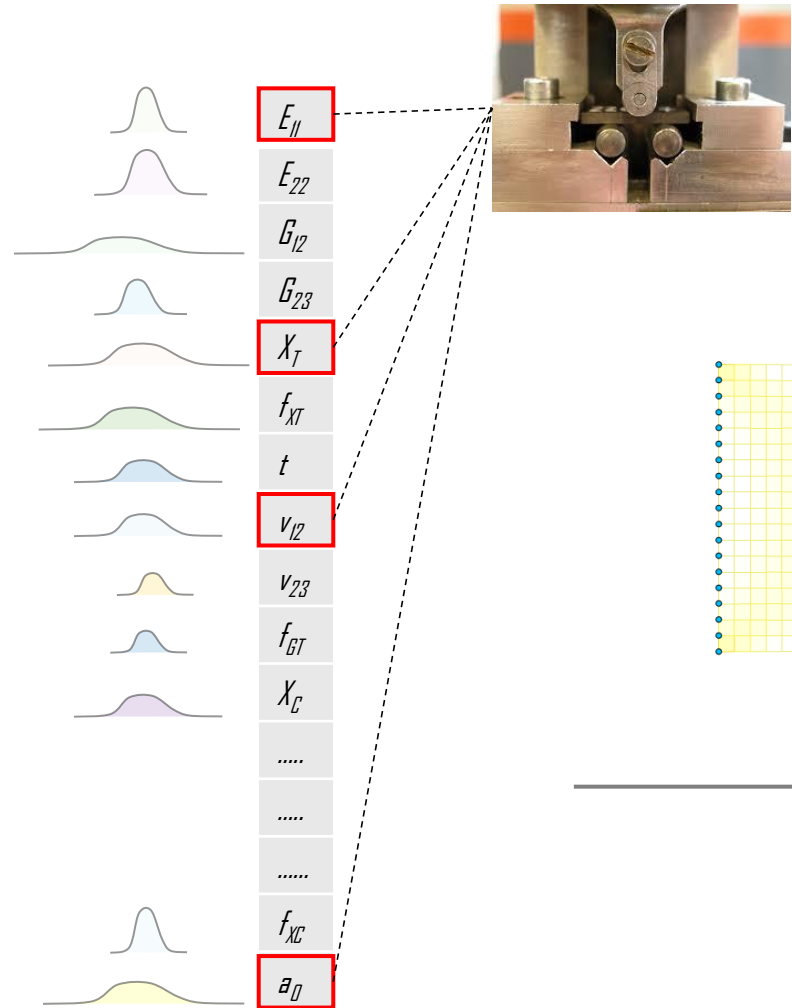 E11
E22
G12
G23
XT
fXT
t
v12
v23
fGT
XC
.....
.....
......
fXC
a0